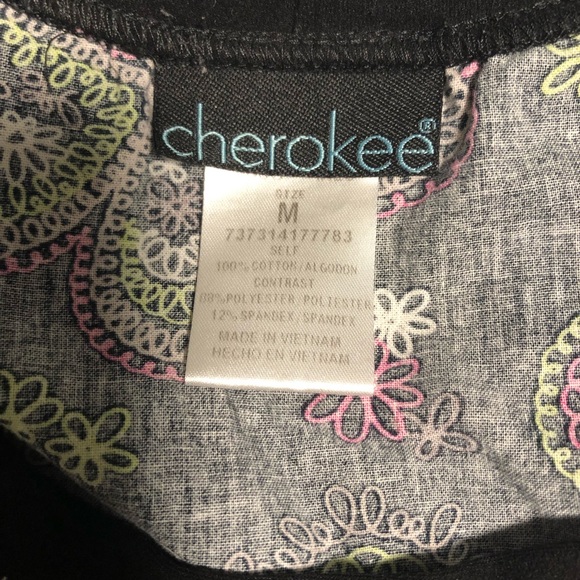 cherokee®
SIZE
M
737314177783
SELF
100% COTTON/ALGODON
CONTRAST
88% POLYESTER/POLIESTER
12% SPANDEX/SPANDEX
MADE IN VIETNAM
HECHO EN VIETNAM